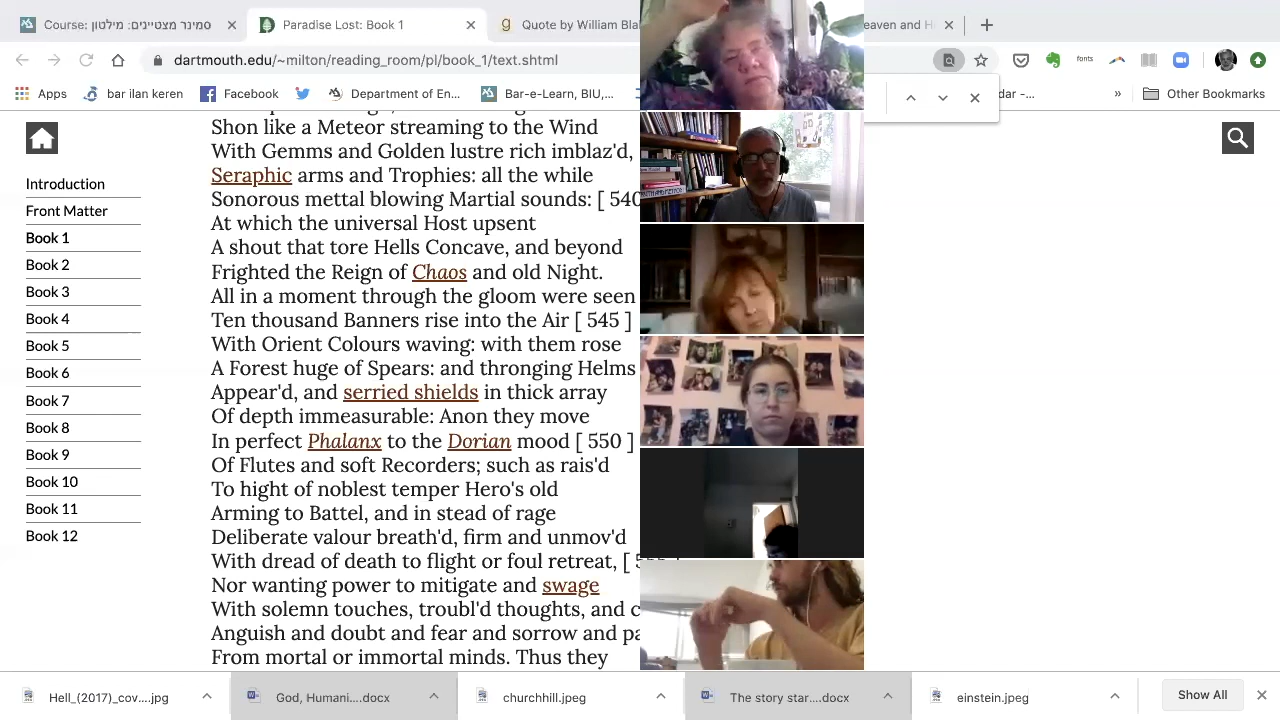 Course: סמינר מצטיינים: מילטון
Paradise Lost: Book 1
Quote by William Bla
eaven and H
dartmouth.edu/~milton/reading_room/pl/book_1/text.shtml
fonts
Apps
bar ilan keren
Facebook
Department of En...
Bar-e-Learn, BIU,...
dar -...
»
Other Bookmarks
Introduction
Front Matter
Book 1
Book 2
Book 3
Book 4
Book 5
Book 6
Book 7
Book 8
Book 9
Book 10
Book 11
Book 12
Shon like a Meteor streaming to the Wind
With Gemms and Golden lustre rich imblaz'd,
Seraphic arms and Trophies: all the while
Sonorous mettal blowing Martial sounds: [ 540
At which the universal Host upsent
A shout that tore Hells Concave, and beyond
Frighted the Reign of Chaos and old Night.
All in a moment through the gloom were seen
Ten thousand Banners rise into the Air [ 545 ]
With Orient Colours waving: with them rose
A Forest huge of Spears: and thronging Helms
Appear'd, and serried shields in thick array
Of depth immeasurable: Anon they move
In perfect Phalanx to the Dorian mood [ 550 ]
Of Flutes and soft Recorders; such as rais'd
To hight of noblest temper Hero's old
Arming to Battel, and in stead of rage
Deliberate valour breath'd, firm and unmov'd
With dread of death to flight or foul retreat, [
Nor wanting power to mitigate and swage
With solemn touches, troubl'd thoughts, and c
Anguish and doubt and fear and sorrow and pa
From mortal or immortal minds. Thus they
Hell_(2017)_cov....jpg
God, Humani....docx
churchhill.jpeg
The story star....docx
einstein.jpeg
Show All